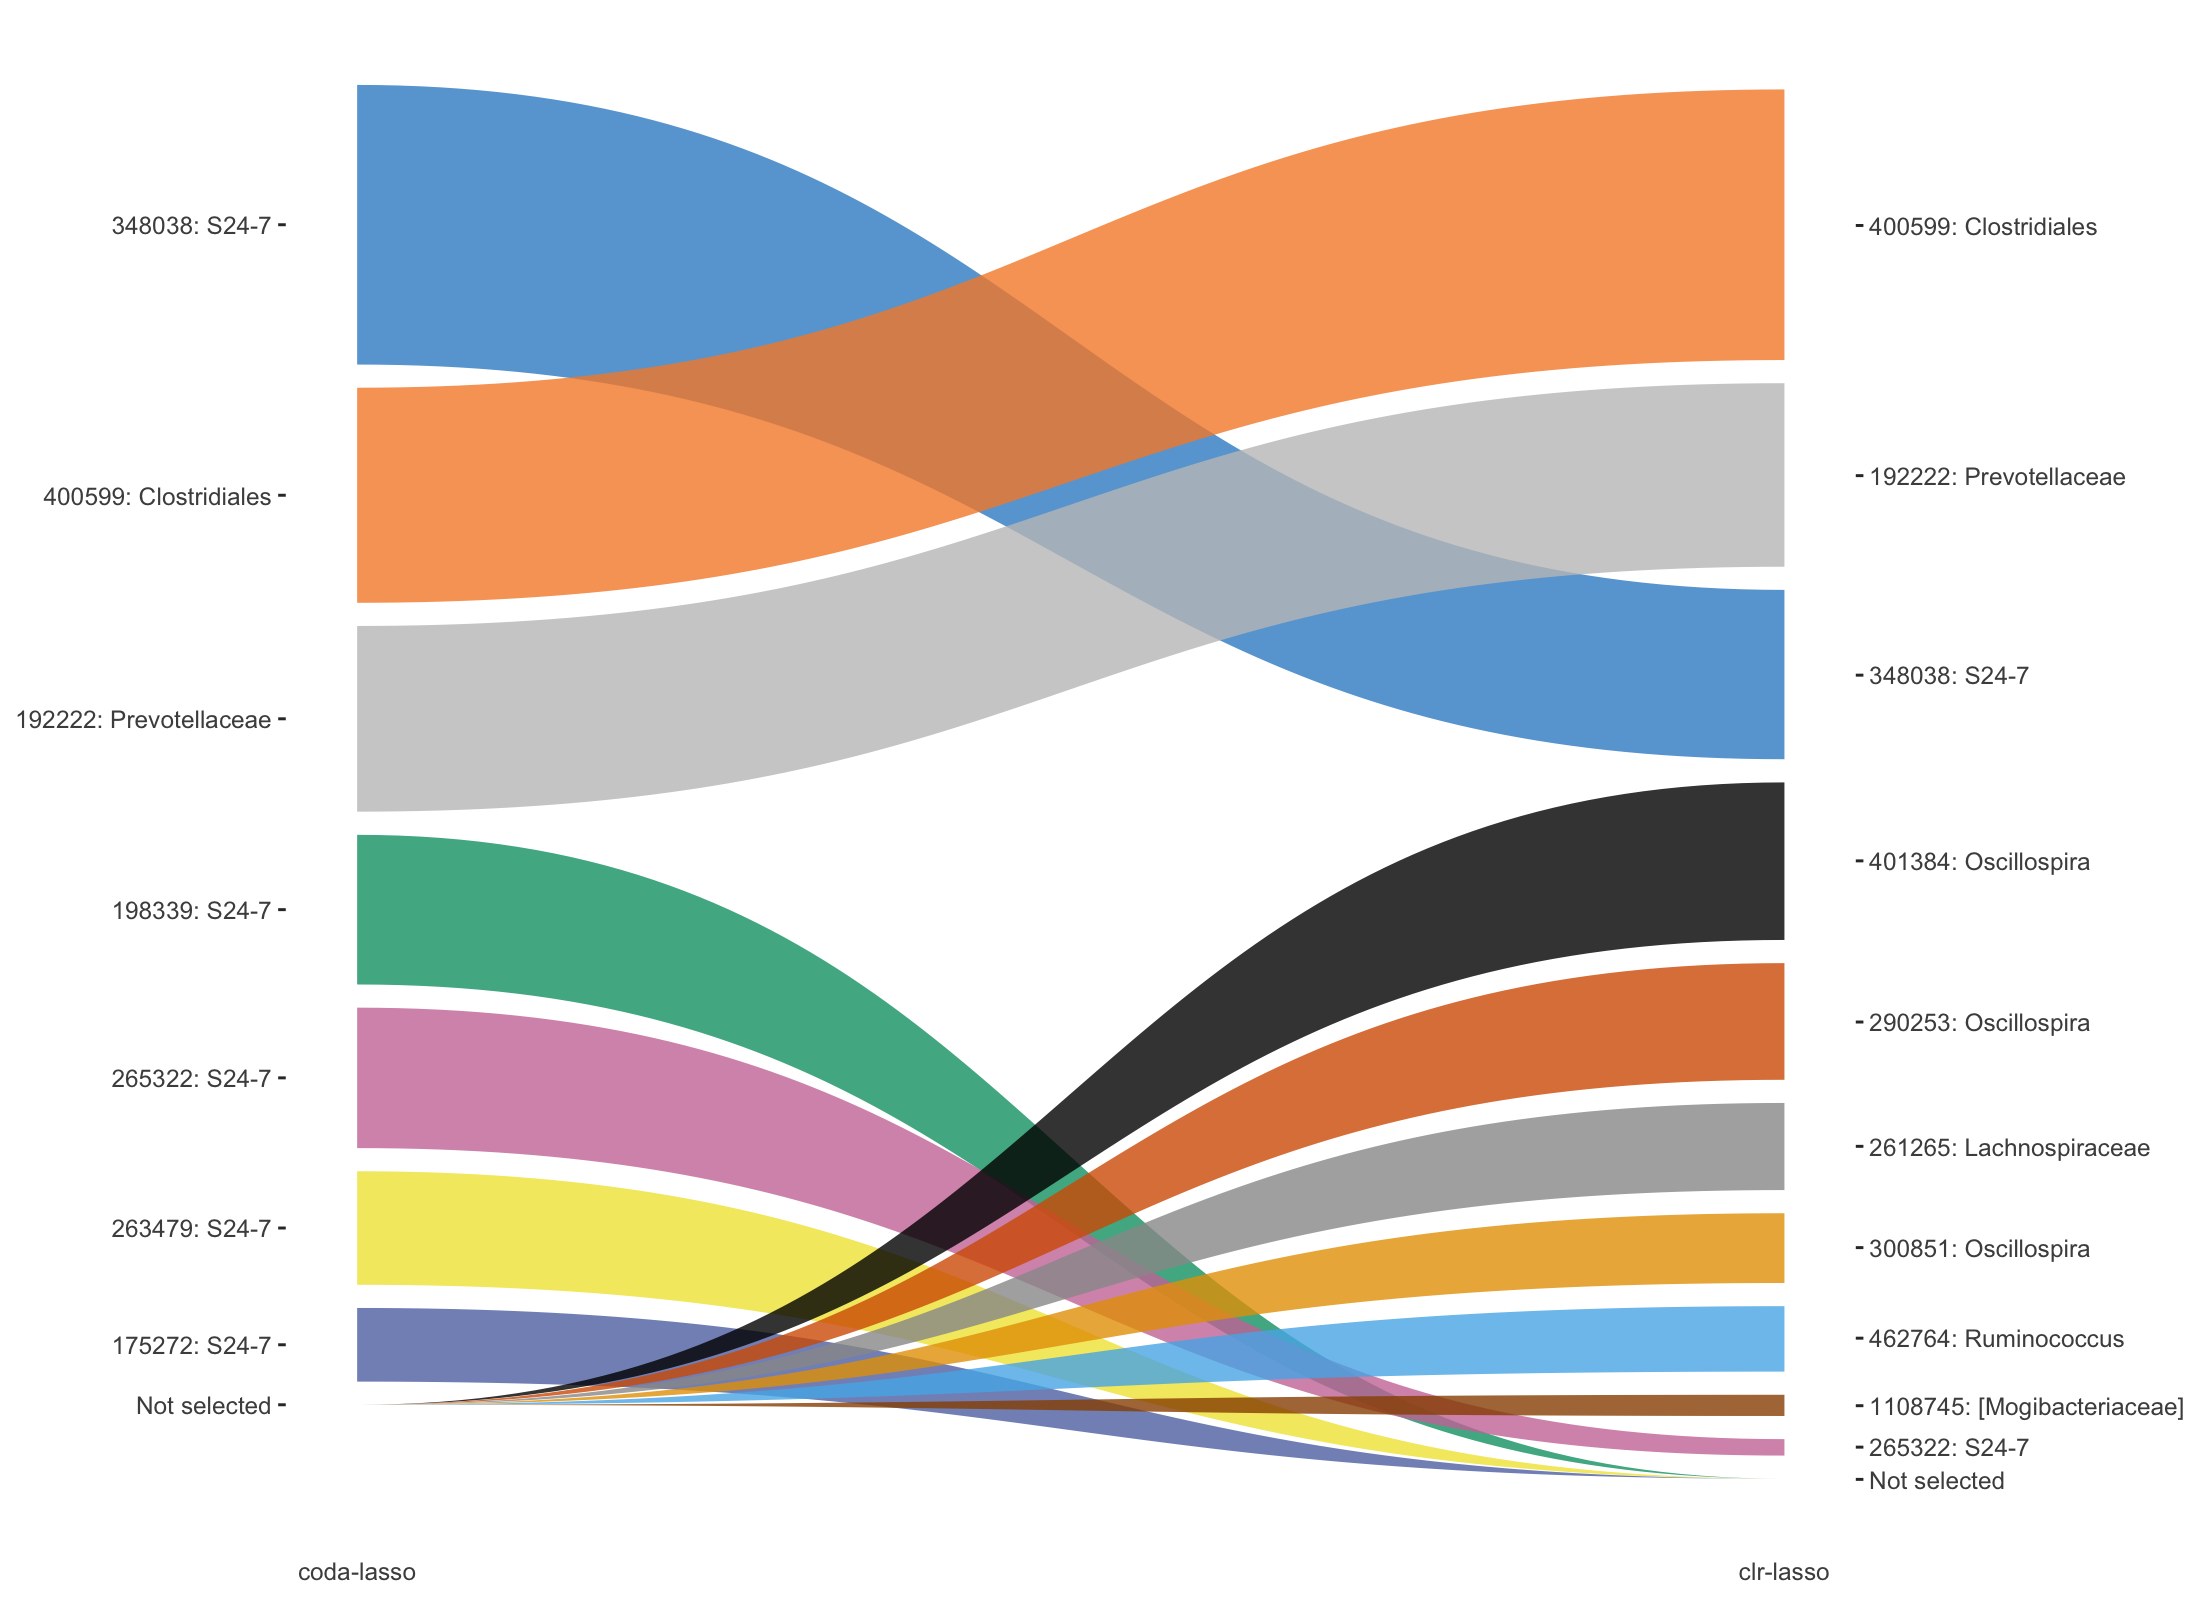 348038: S24-7
400599: Clostridiales
192222: Prevotellaceae
198339: S24-7
265322: S24-7
263479: S24-7
175272: S24-7
Not selected
400599: Clostridiales
192222: Prevotellaceae
348038: S24-7
401384: Oscillospira
290253: Oscillospira
261265: Lachnospiraceae
300851: Oscillospira
462764: Ruminococcus
1108745: [Mogibacteriaceae]
265322: S24-7
Not selected
coda-lasso
clr-lasso